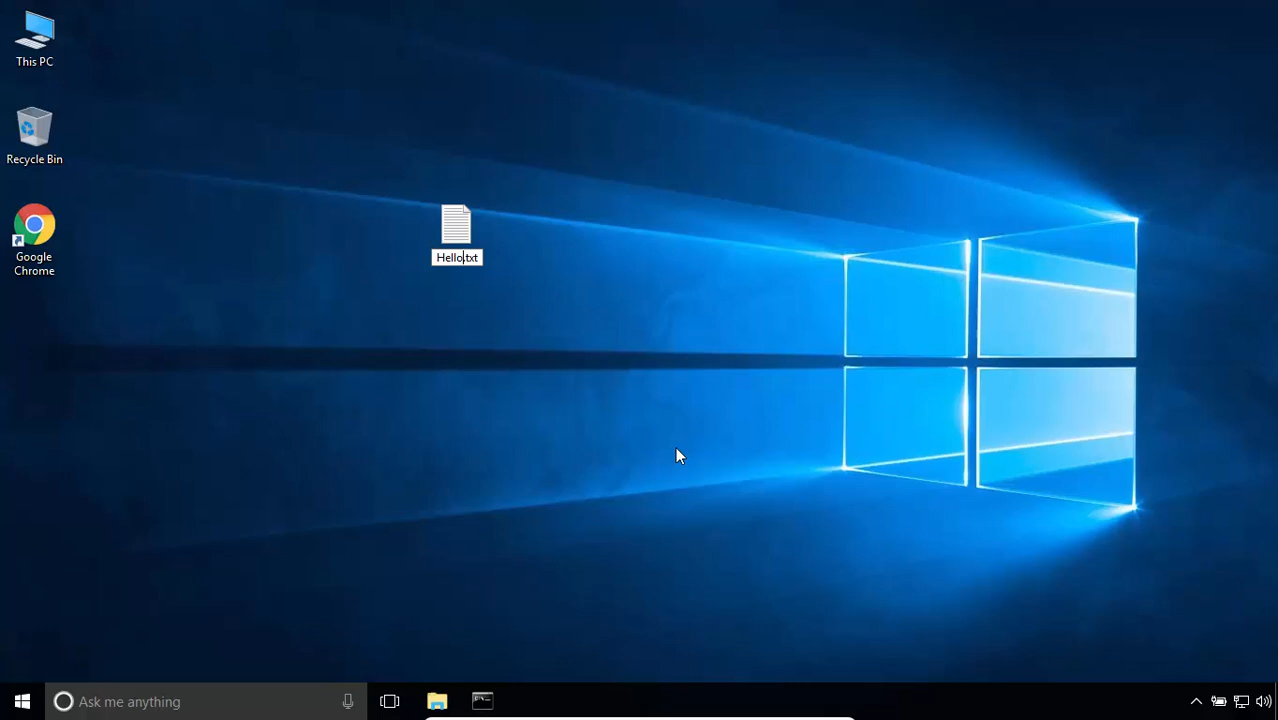 This PC
Recycle Bin
Google
Chrome
Hello.txt
Ask me anything